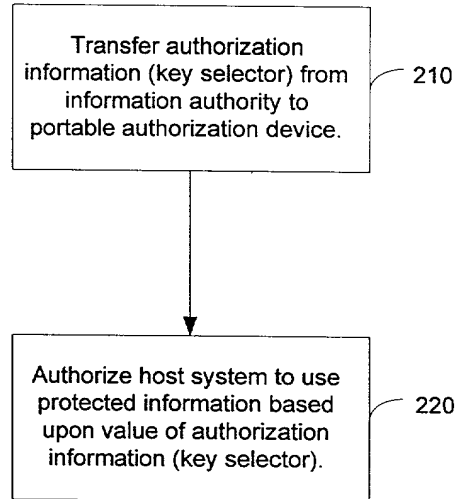 Transfer authorization
information (key selector) from
information authority to
portable authorization device.
210
Authorize host system to use
protected information based
upon value of authorization
information (key selector).
220